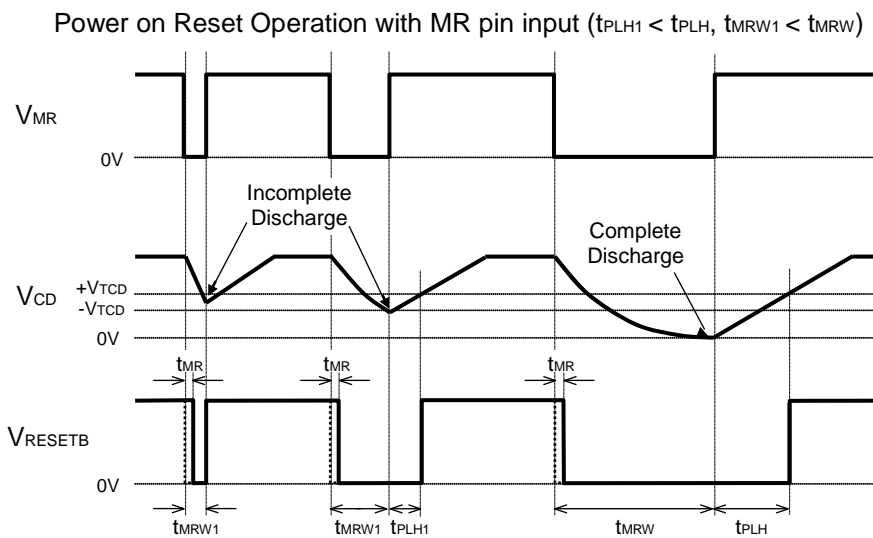 Power on Reset Operation with MR pin input (tPLH1 < tPLH, tMRW1 < tMRW)
VMR
0V
Incomplete
Discharge
Complete
Discharge
VCD
+VTCD
-VTCD
0V
tMR
tMR
tMR
VRESETB
0V
tMRW1
tMRW1
tPLH1
tMRW
tPLH